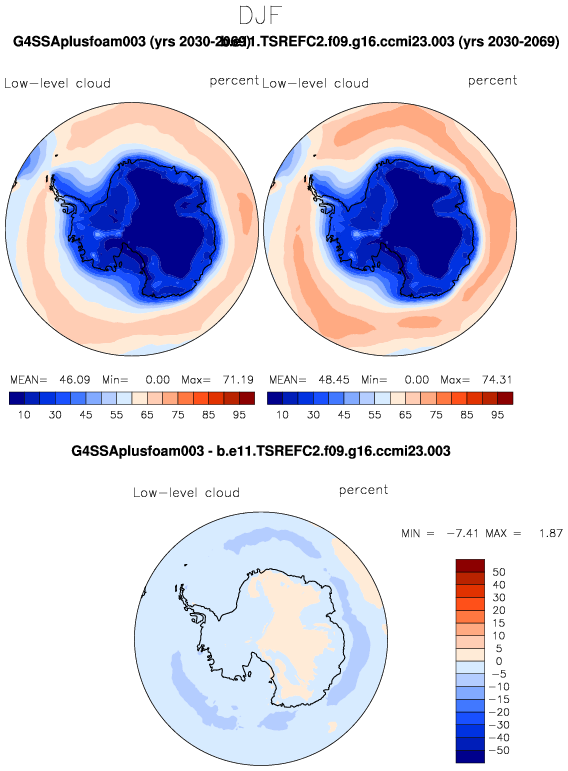 DJF
G4SSAplusfoam003 (yrs 2030-2069) b.e11.TSREFC2.f09.g16.ccmi23.003 (yrs 2030-2069)
Low-level cloud percent Low-level cloud percent
MEAN= 46.09 Min= 0.00 Max= 71.19 MEAN= 48.45 Min= 0.00 Max= 74.31
10 30 45 55 65 75 85 95 10 30 45 55 65 75 85 95
G4SSAplusfoam003 - b.e11.TSREFC2.f09.g16.ccmi23.003
Low-level cloud percent
MIN = -7.41 MAX = 1.87
50
40
30
20
15
10
5
0
-5
-10
-15
-20
-30
-40
-50